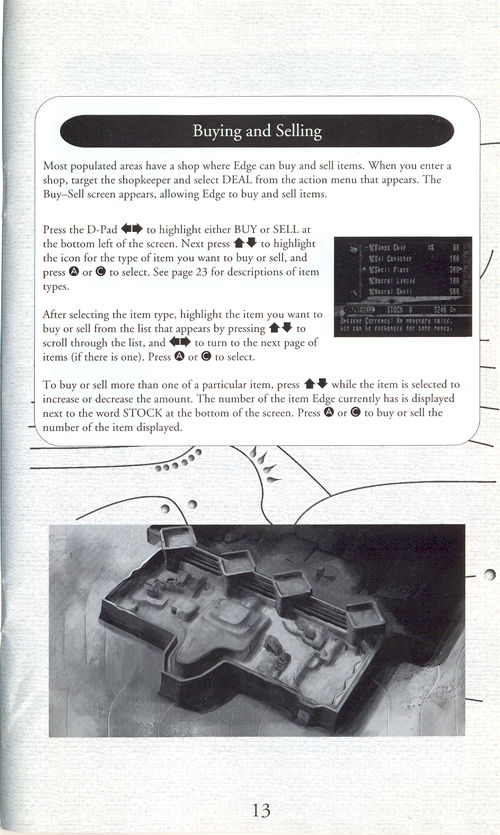 Buying and Selling
Most populated areas have a shop where Edge can buy and sell items. When you enter a
shop, target the shopkeeper and select DEAL from the action menu that appears. The
Buy–Sell screen appears, allowing Edge to buy and sell items.
Press the D-Pad to highlight either BUY or SELL at
the bottom left of the screen. Next press to highlight
the icon for the type of item you want to buy or sell, and
press A or C to select. See page 23 for descriptions of item
types.
After selecting the item type, highlight the item you want to
buy or sell from the list that appears by pressing to
scroll through the list, and to turn to the next page of
items (if there is one). Press A or C to select.
To buy or sell more than one of a particular item, press while the item is selected to
increase or decrease the amount. The number of the item Edge currently has is displayed
next to the word STOCK at the bottom of the screen. Press A or C to buy or sell the
number of the item displayed.
Chip 80
Oil Canister 100
Shell Plate 300
Mineral Liquid 100
Mineral Shell 500
STOCK 3246 Dn
Ancient Currency: No monetary value,
but can be exchanged for some money.
13